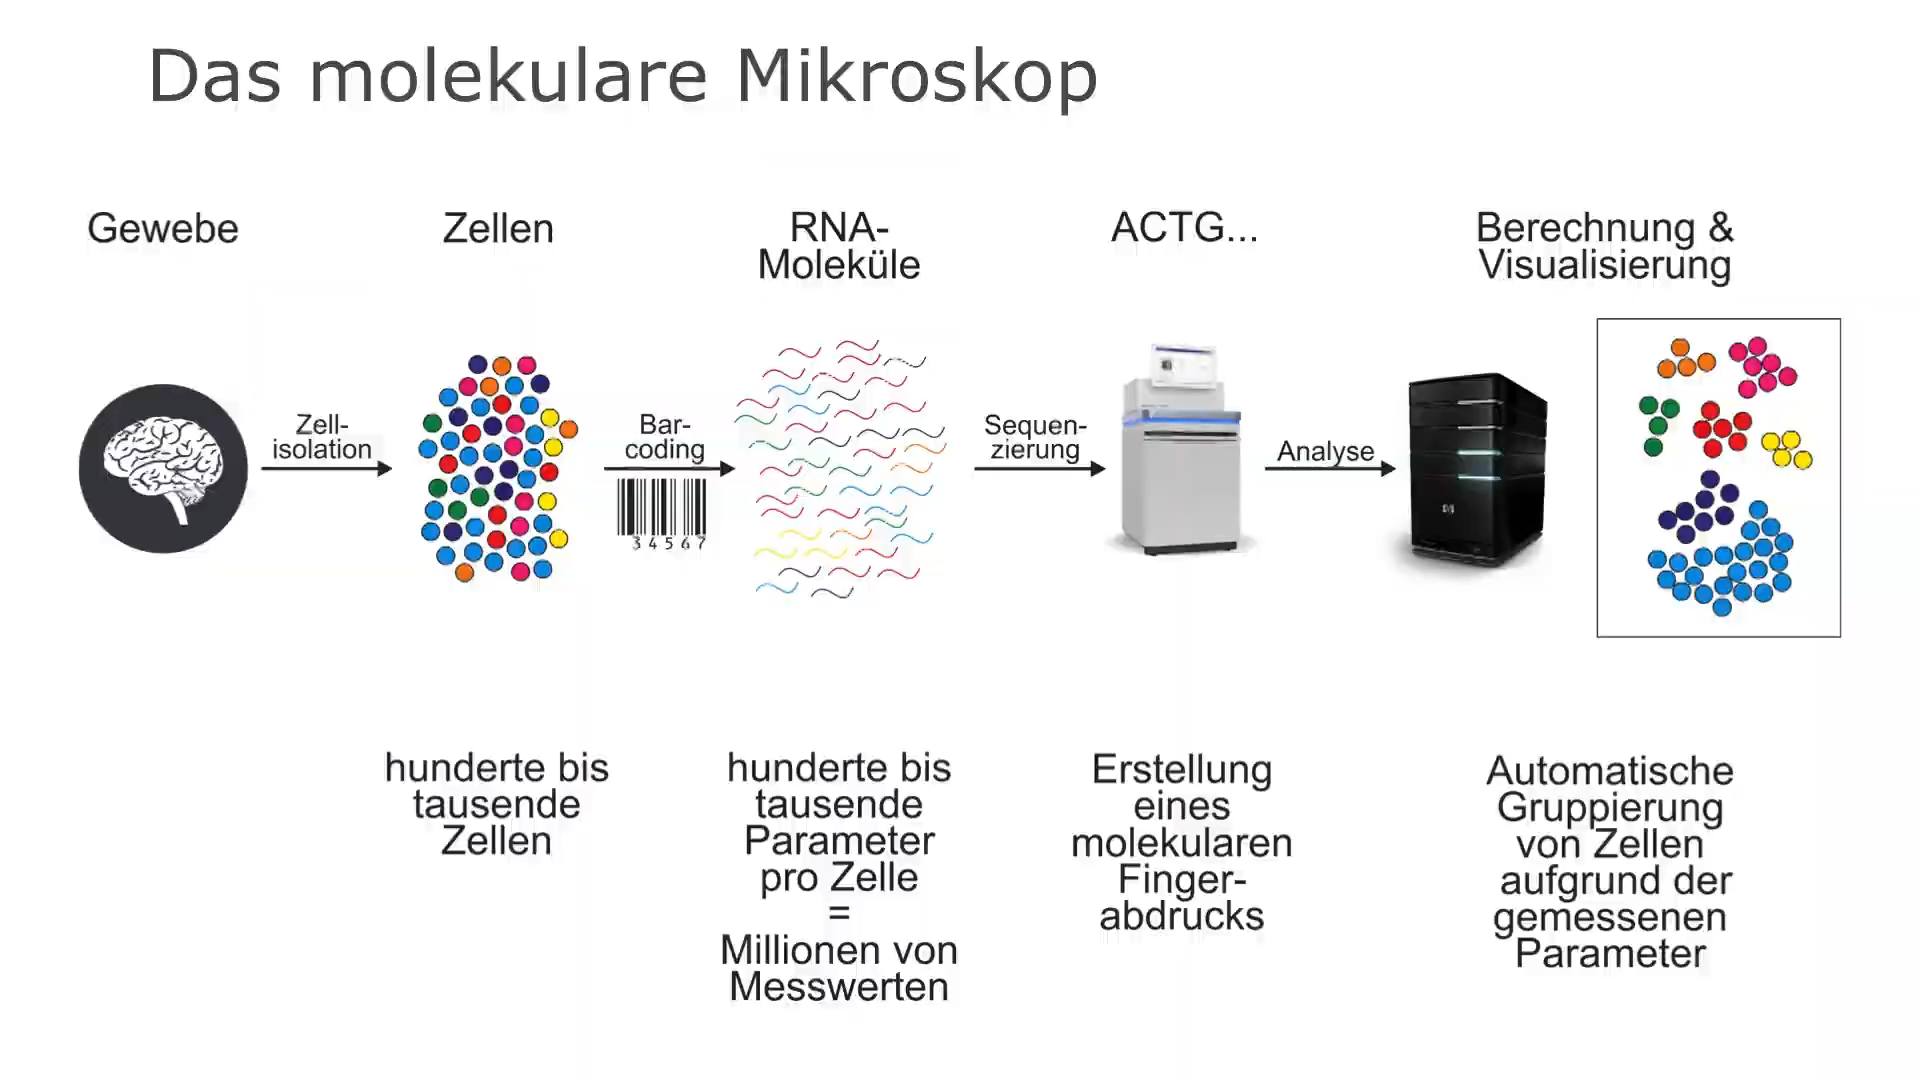 Das molekulare Mikroskop
Gewebe
Zellen
RNA-
Moleküle
ACTG...
Berechnung &
Visualisierung
Zell-
isolation
Bar-
coding
3 4 5 6 7
Sequen-
zierung
Analyse
hunderte bis
tausende
Zellen
hunderte bis
tausende
Parameter
pro Zelle
=
Millionen von
Messwerten
Erstellung
eines
molekularen
Finger-
abdrucks
Automatische
Gruppierung
von Zellen
aufgrund der
gemessenen
Parameter